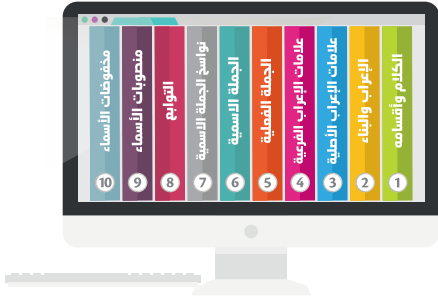 الكلام وأقسامه
1
الإعراب والبناء
2
علامات الإعراب الأصلية
3
علامات الإعراب الفرعية
4
الجملة الفعلية
5
الجملة الاسمية
6
نواسخ الجملة الاسمية
7
التوابع
8
منصوبات الأسماء
9
مخفوضات الأسماء
10